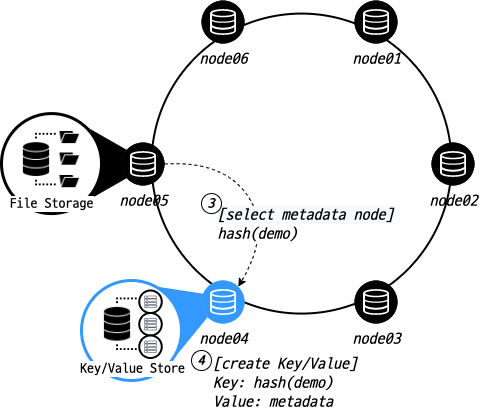 node06
node01
File Storage
node05
node02
3
[select metadata node]
hash(demo)
node04
node03
Key/Value Store
4
[create Key/Value]
Key: hash(demo)
Value: metadata